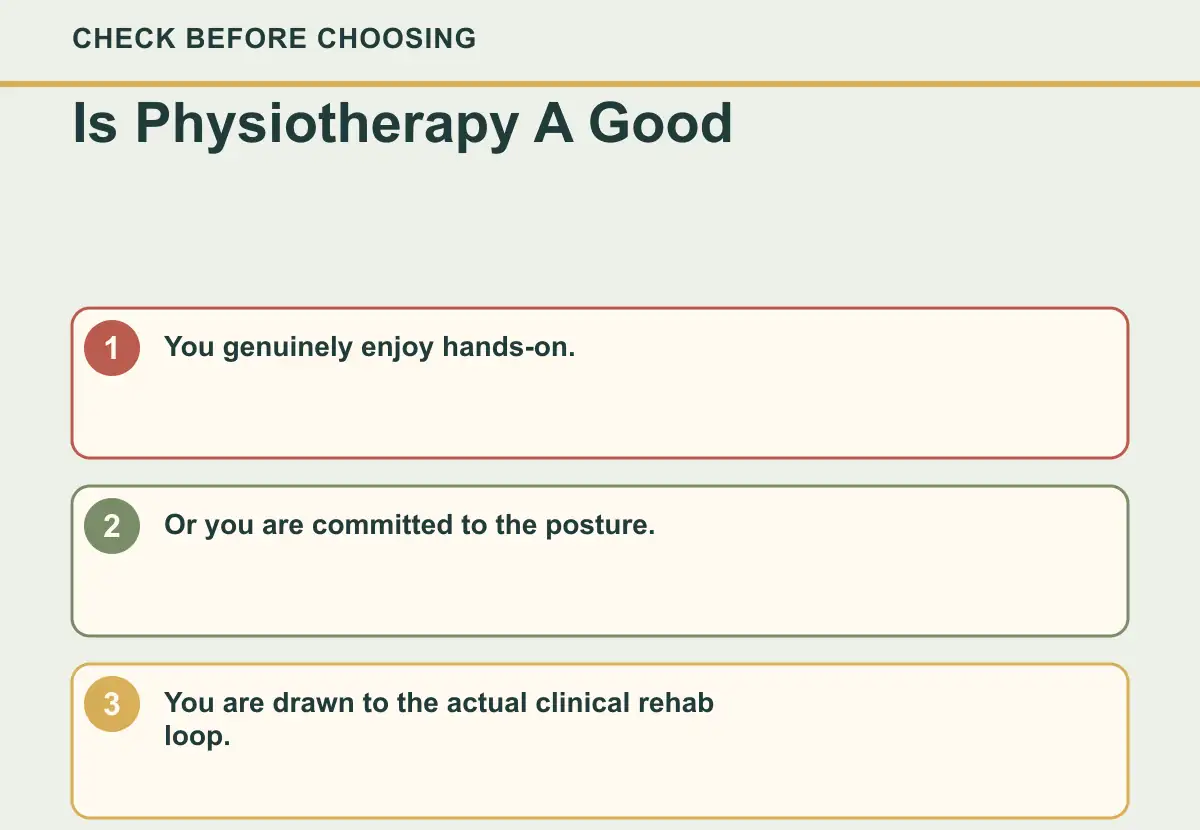 CHECK BEFORE CHOOSING
Is Physiotherapy A Good
1
You genuinely enjoy hands-on.
2
Or you are committed to the posture.
3
You are drawn to the actual clinical rehab
loop.